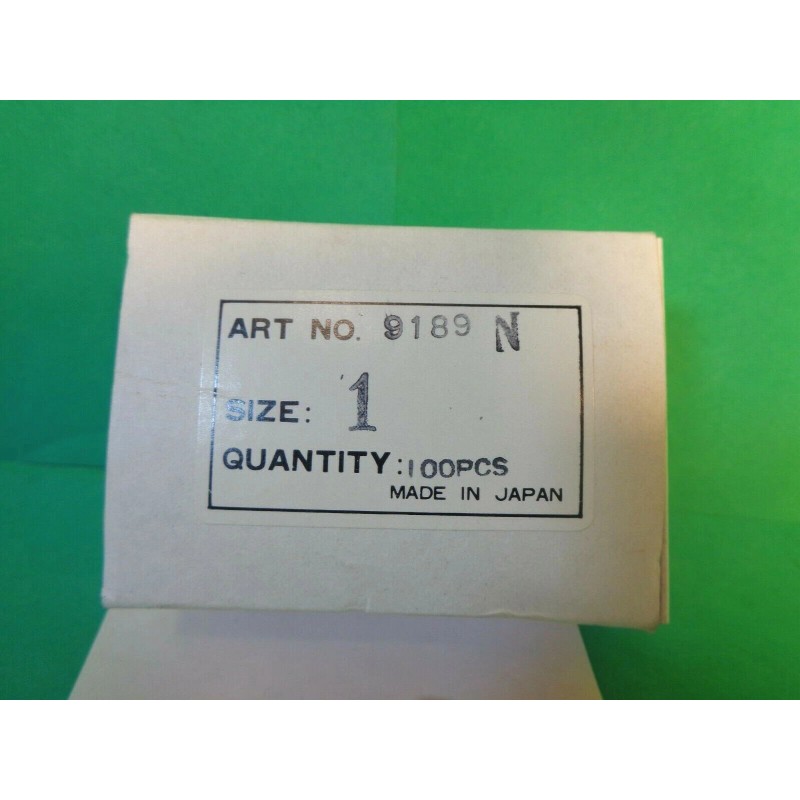 ART NO. 9189 N
SIZE: 1
QUANTITY: 100PCS
MADE IN JAPAN